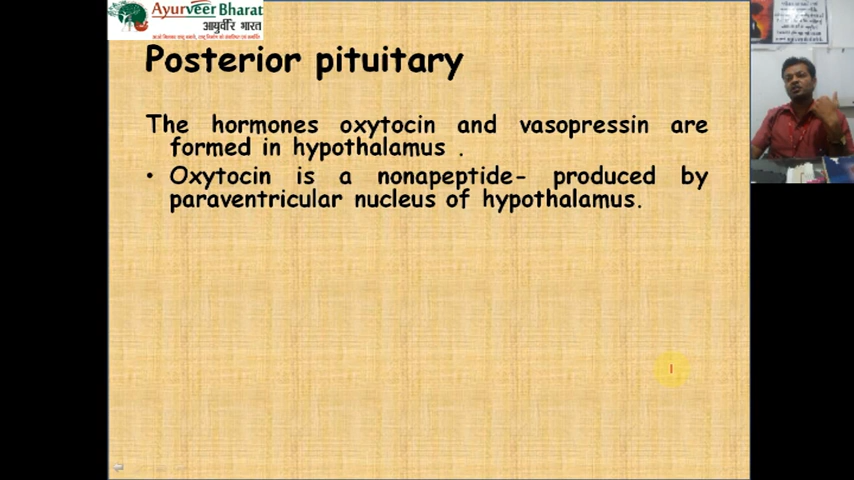 Ayurveer Bharat
आयुर्वीर भारत
Posterior pituitary
The hormones oxytocin and vasopressin are
formed in hypothalamus .
• Oxytocin is a nonapeptide- produced by
paraventricular nucleus of hypothalamus.